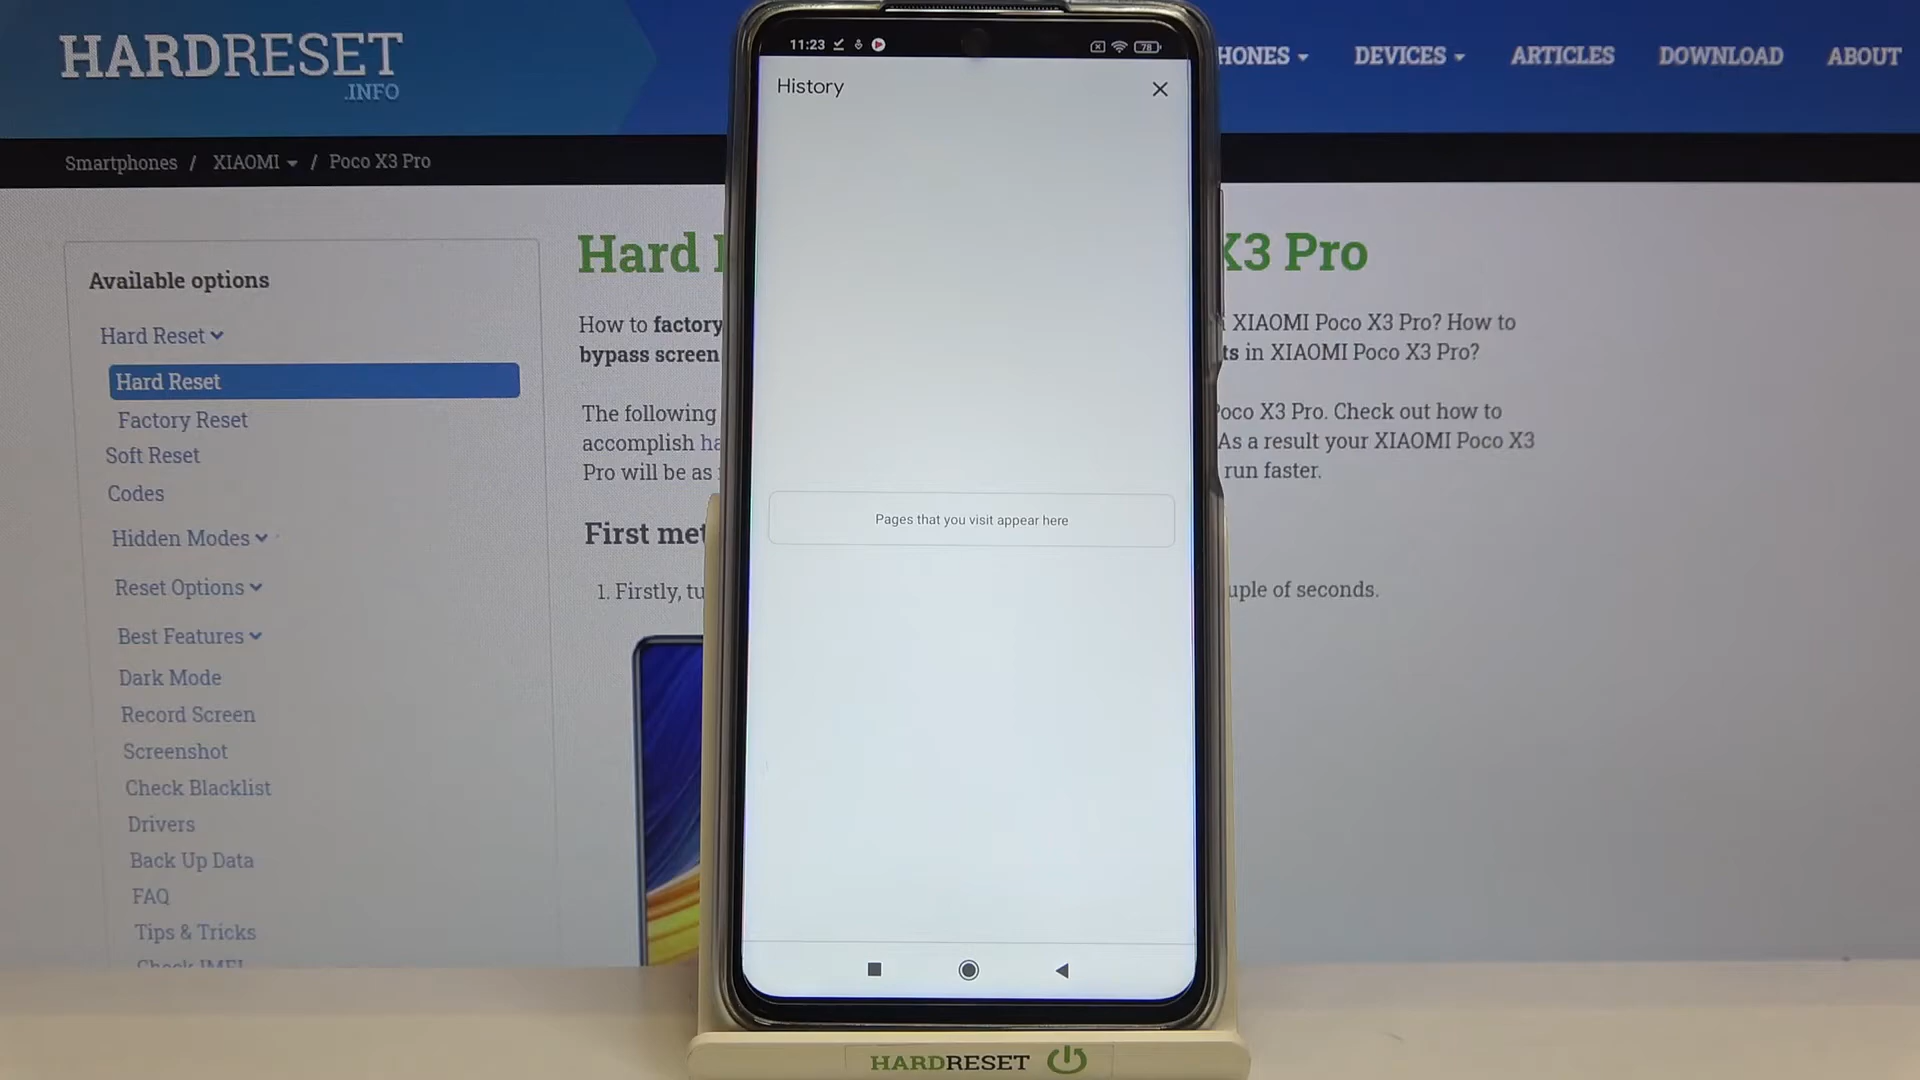 HARDRESET
.INFO
HONES
DEVICES
ARTICLES
DOWNLOAD
ABOUT
Smartphones / XIAOMI / Poco X3 Pro
Available options
Hard Reset
Hard Reset
Factory Reset
Soft Reset
Codes
Hidden Modes
Reset Options
Best Features
Dark Mode
Record Screen
Screenshot
Check Blacklist
Drivers
Back Up Data
FAQ
Tips & Tricks
Check IMEI
Hard
X3 Pro
How to factory
XIAOMI Poco X3 Pro? How to
bypass screen
ts in XIAOMI Poco X3 Pro?
The following
Poco X3 Pro. Check out how to
accomplish ha
As a result your XIAOMI Poco X3
Pro will be as
run faster.
First met
1. Firstly, tu
uple of seconds.
11:23
78
History
Pages that you visit appear here
HARDRESET